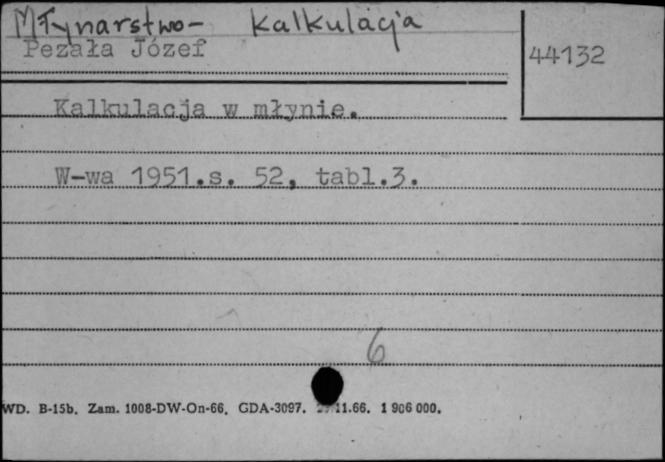 Młynarstwo- Kalkulacja
Pezała Józef
44132
Kalkulacja w młynie.
W-wa 1951.s. 52, tabl.3.
6
WD. B-15b. Zam. 1008-DW-On-66. GDA-3097. 11.66. 1 906 000.